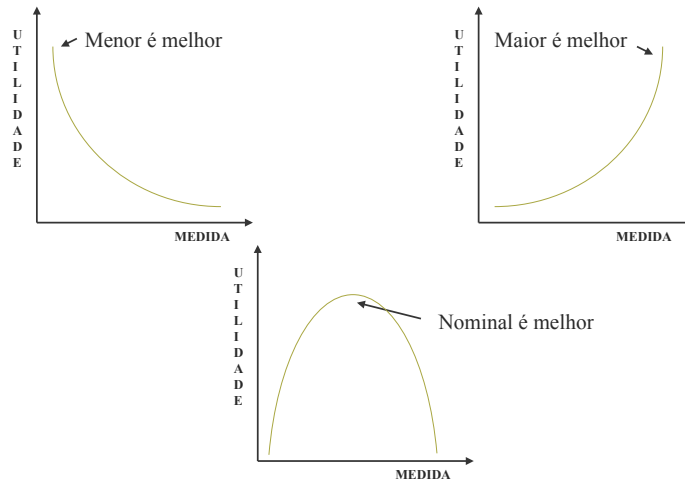 UTILIDADE
Menor é melhor
MEDIDA
UTILIDADE
Maior é melhor
MEDIDA
UTILIDADE
Nominal é melhor
MEDIDA